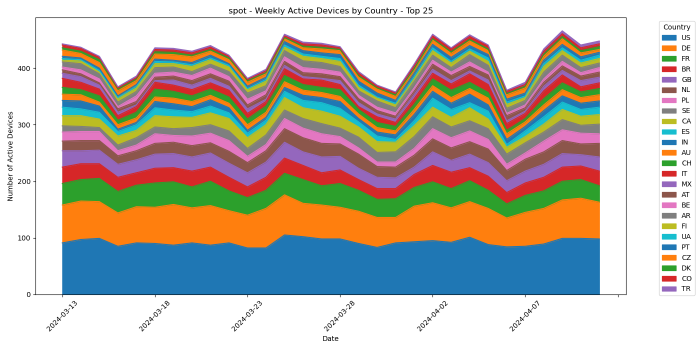 spot - Weekly Active Devices by Country - Top 25
Number of Active Devices
400
300
200
100
0
2024-03-13
2024-03-18
2024-03-23
2024-03-28
2024-04-02
2024-04-07
Date
Country
US
DE
FR
BR
GB
NL
PL
SE
CA
ES
IN
AU
CH
IT
MX
AT
BE
AR
FI
UA
PT
CZ
DK
CO
TR